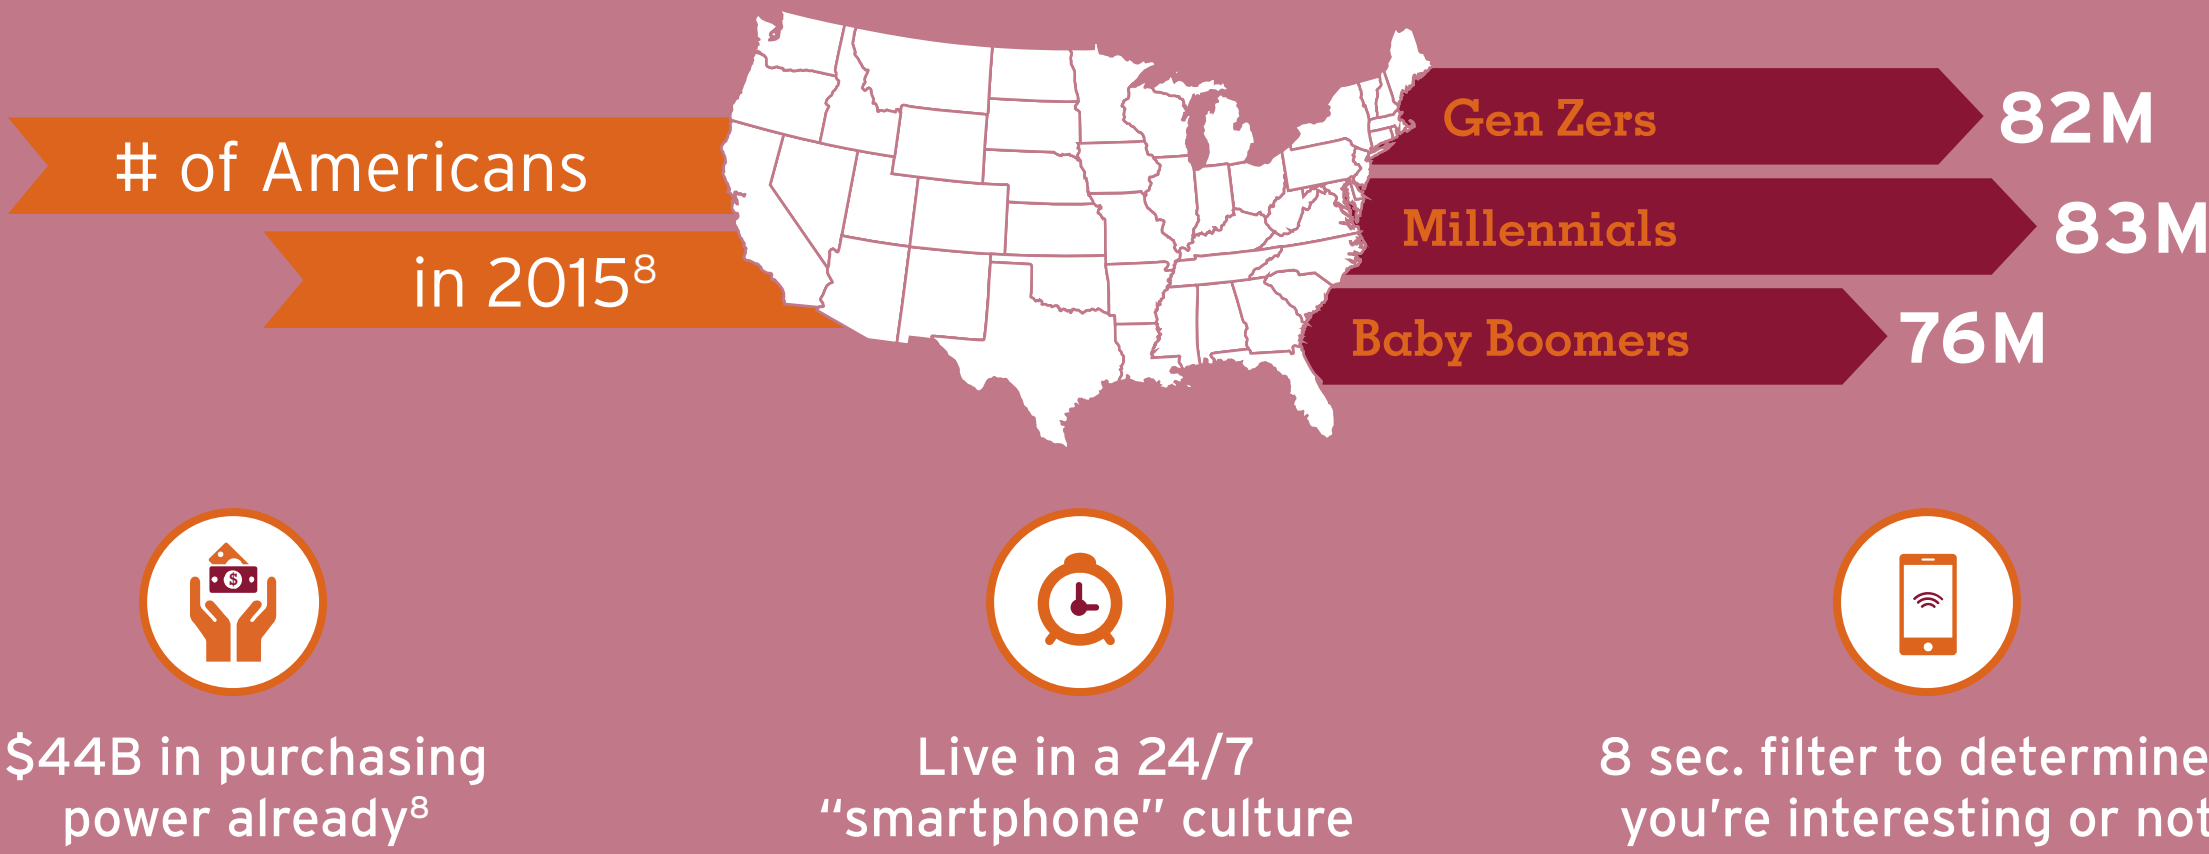 # of Americans
in 2015⁸
Gen Zers 82M
Millennials 83M
Baby Boomers 76M
$
$44B in purchasing
power already⁸
Live in a 24/7
“smartphone” culture
8 sec. filter to determine
you’re interesting or not